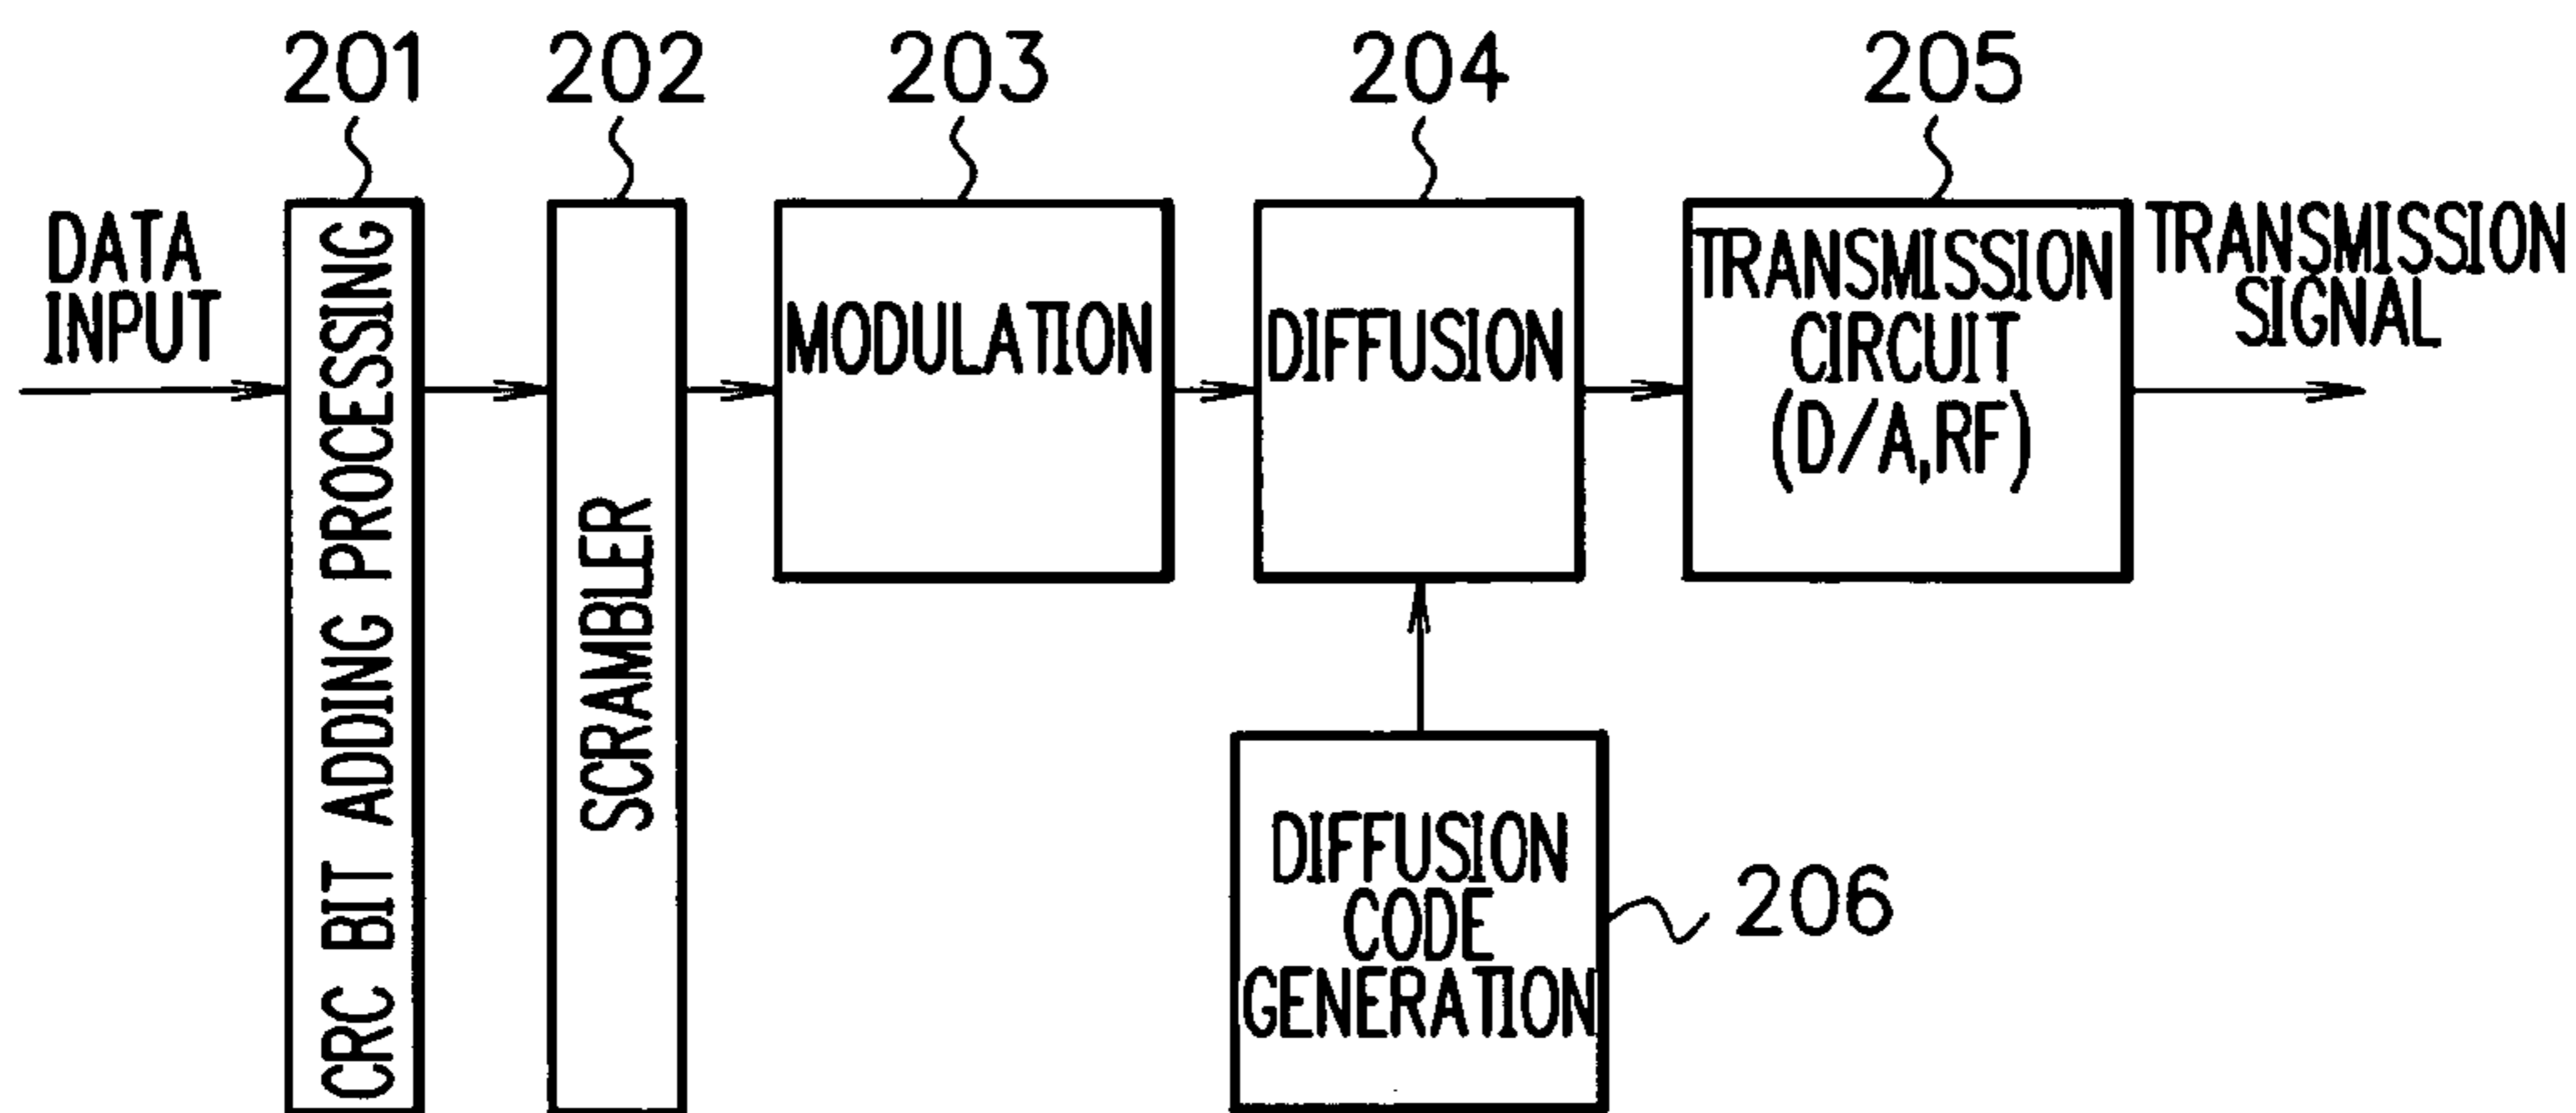 201
202
203
204
205
DATA
INPUT
CRC BIT ADDING PROCESSING
SCRAMBLER
MODULATION
DIFFUSION
TRANSMISSION
CIRCUIT
(D/A,RF)
TRANSMISSION
SIGNAL
DIFFUSION
CODE
GENERATION
206